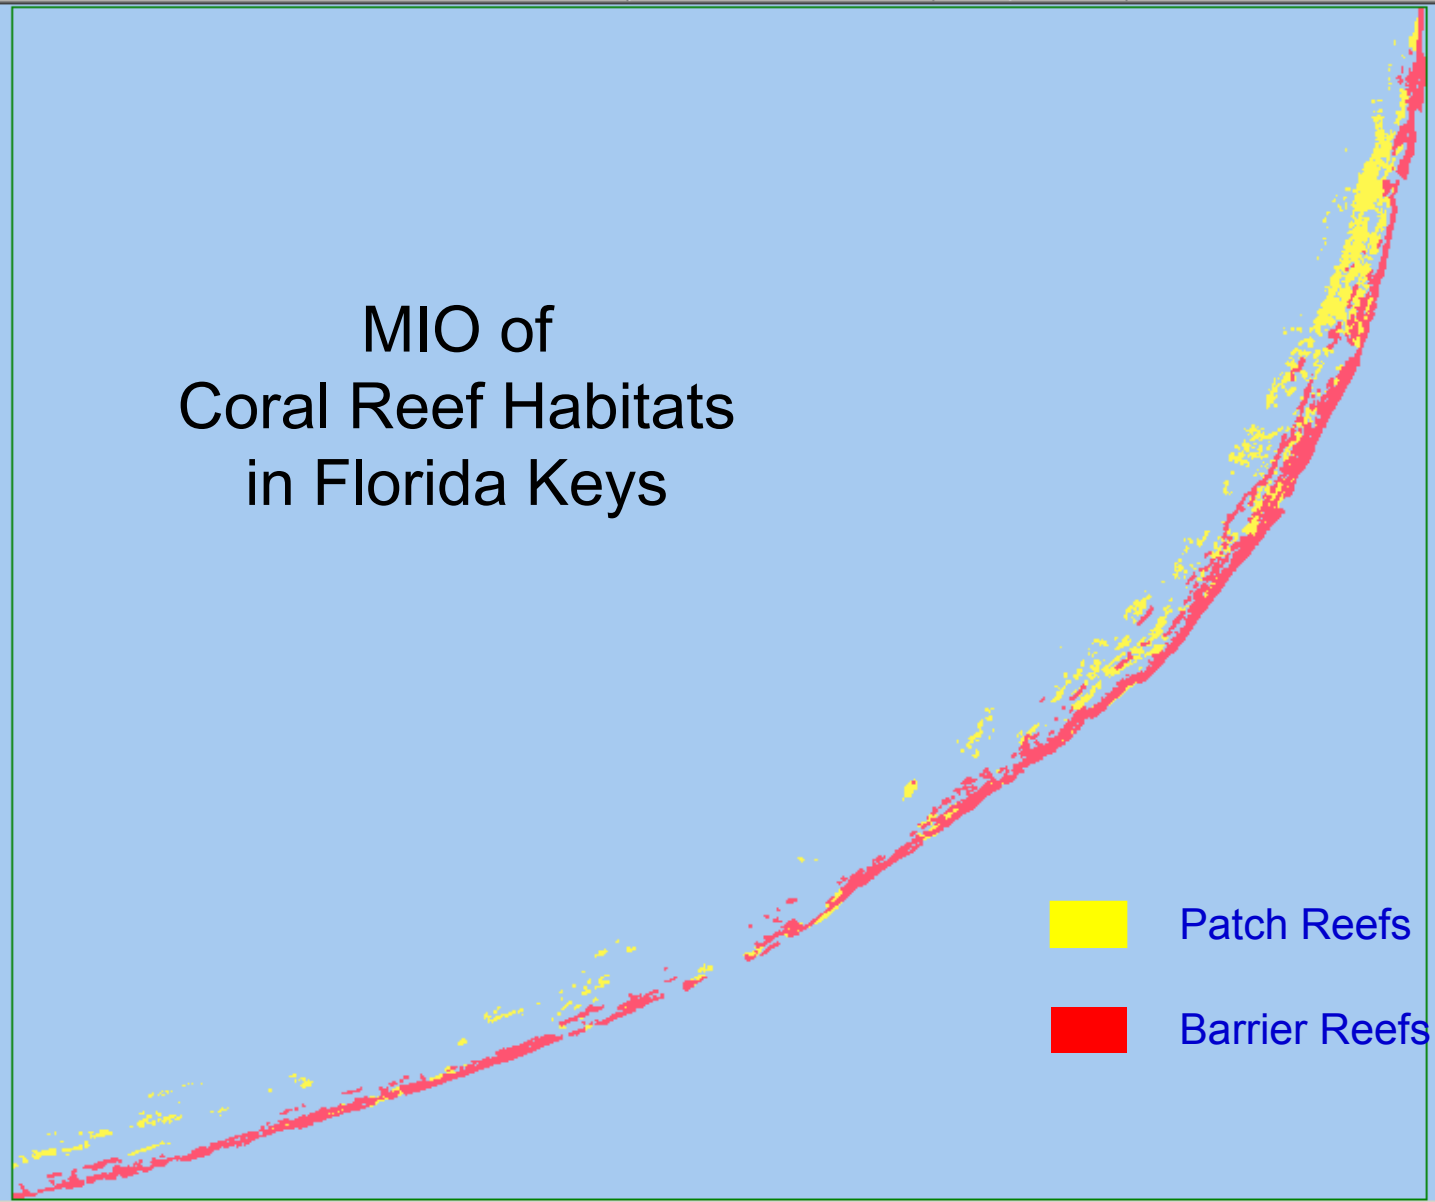 MIO of
Coral Reef Habitats
in Florida Keys
Patch Reefs
Barrier Reefs